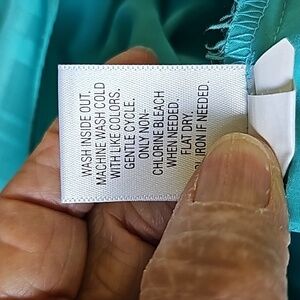 WASH INSIDE OUT.
MACHINE WASH COLD
WITH LIKE COLORS.
GENTLE CYCLE.
ONLY NON-
CHLORINE BLEACH
WHEN NEEDED.
FLAT DRY.
IRON IF NEEDED.